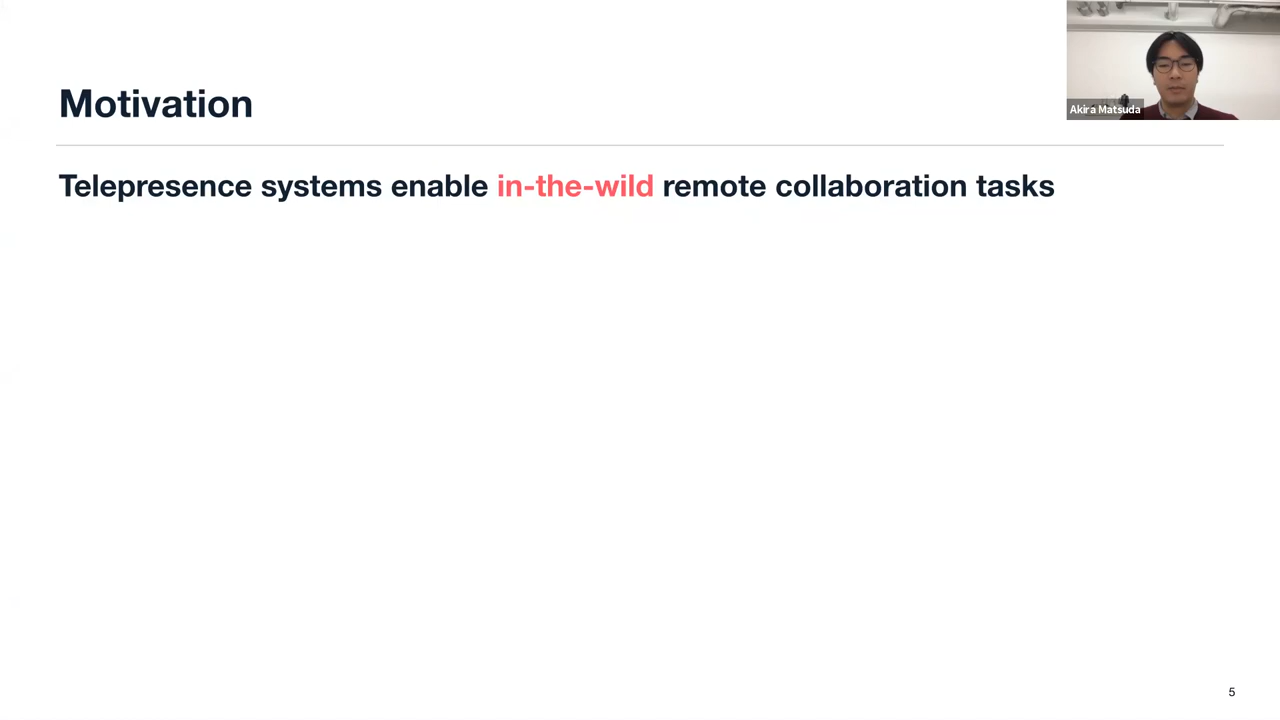 Motivation
Akira Matsuda
Telepresence systems enable in-the-wild remote collaboration tasks
5